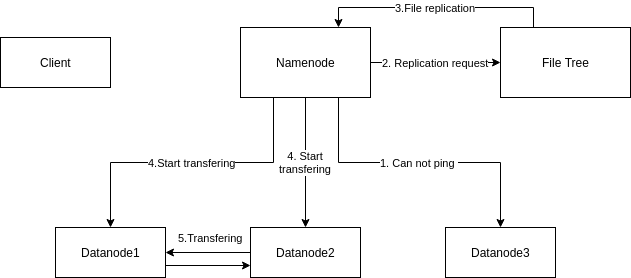 3.File replication
Client
Namenode
2. Replication request
File Tree
4.Start transfering
4. Start
transfering
1. Can not ping
5.Transfering
Datanode1
Datanode2
Datanode3